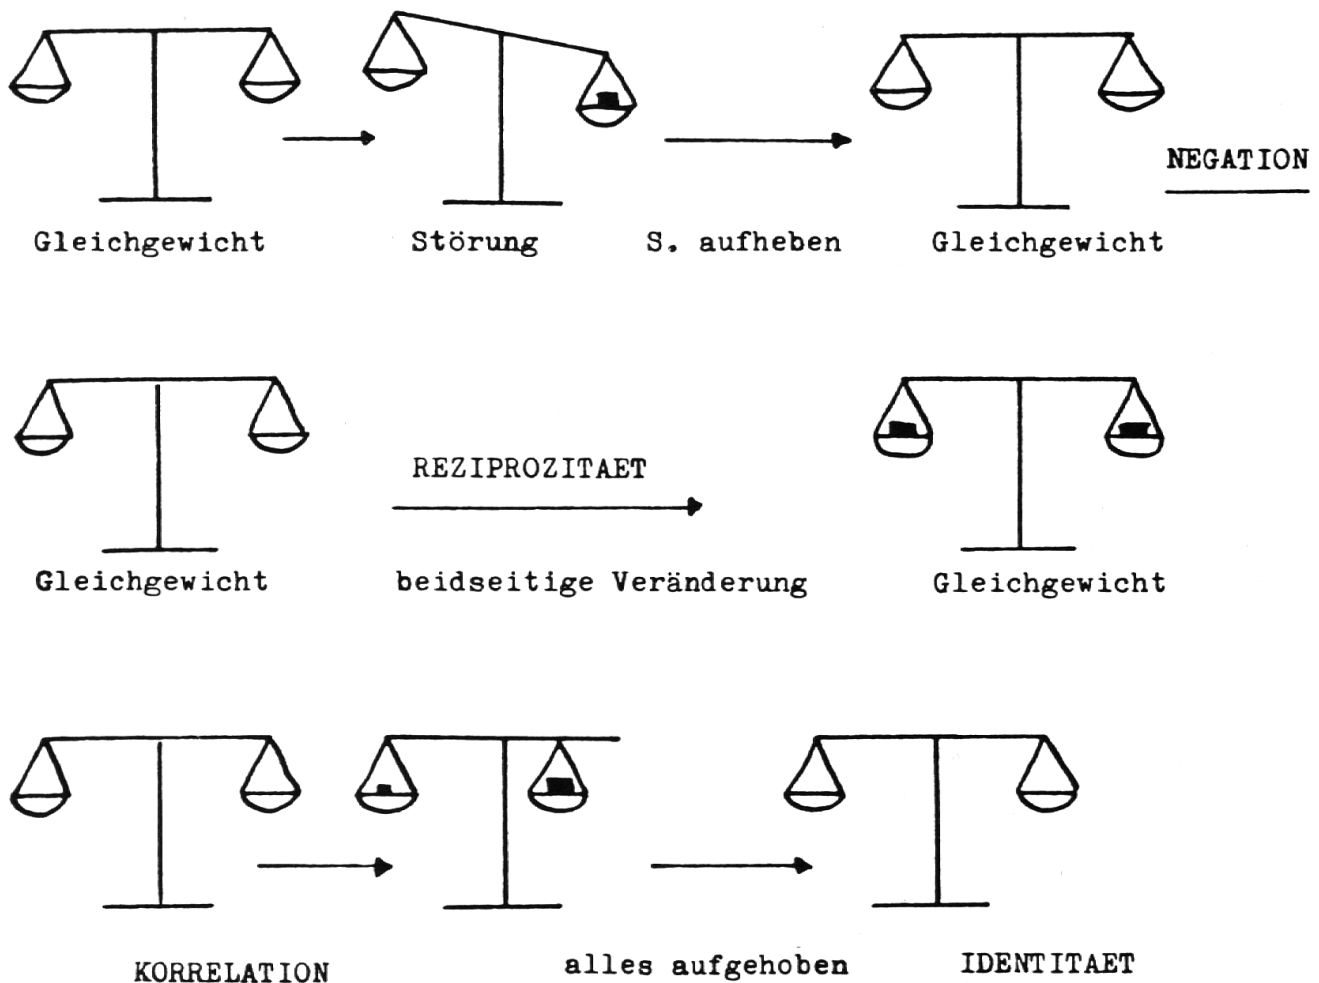 NEGATION
Gleichgewicht Störung S. aufheben Gleichgewicht
REZIPROZITAET
Gleichgewicht beidseitige Veränderung Gleichgewicht
KORRELATION alles aufgehoben IDENTITAET